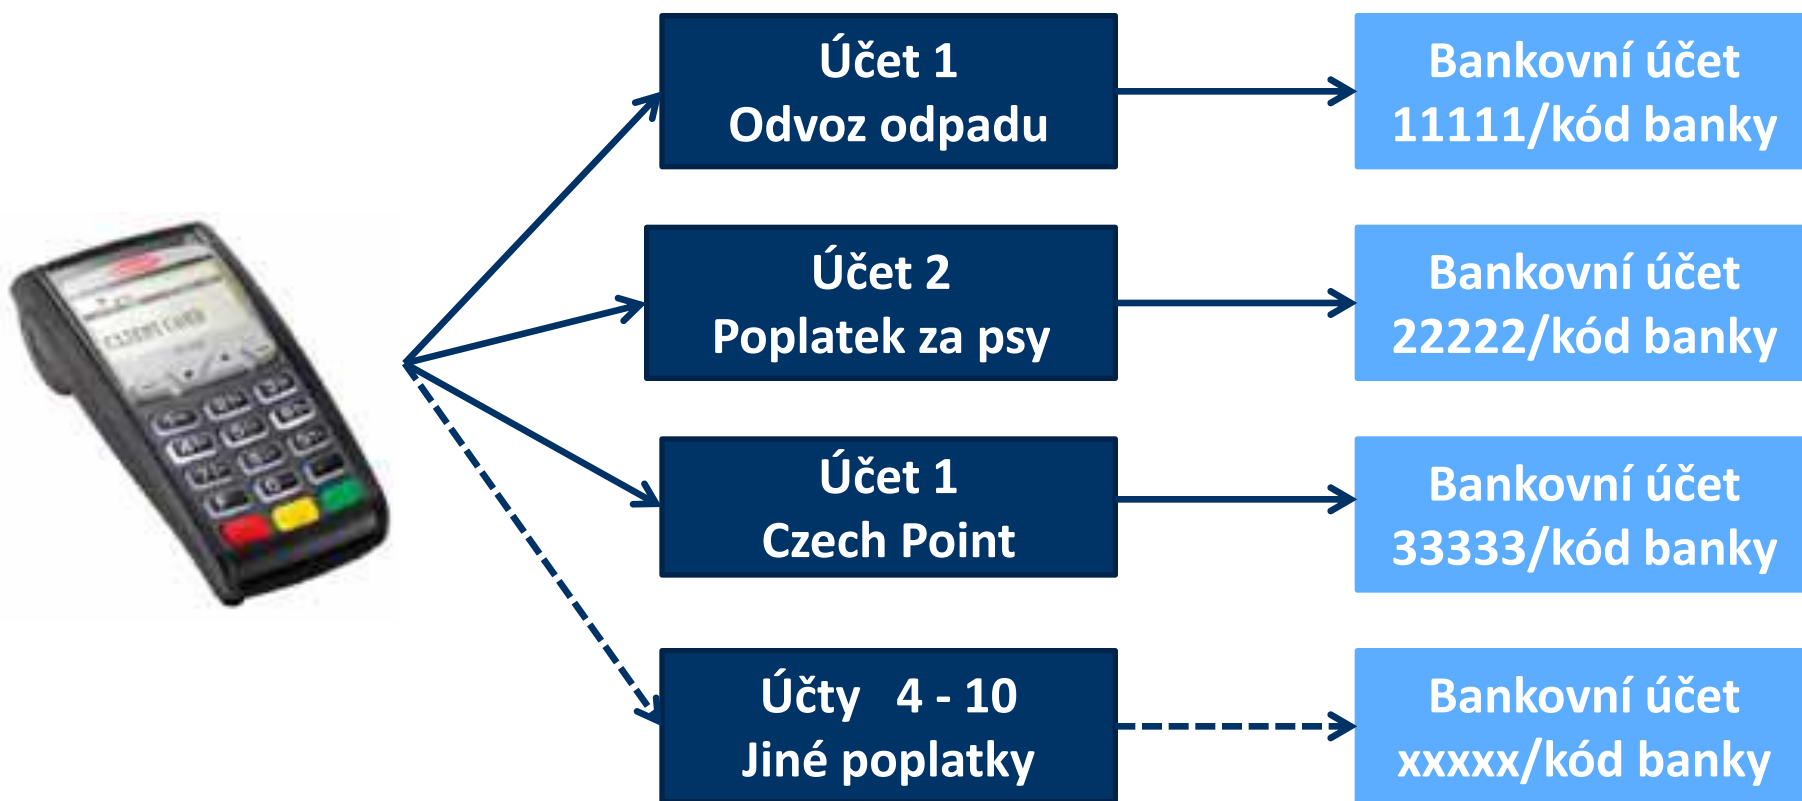 Účet 1
Odvoz odpadu
Bankovní účet
11111/kód banky
Účet 2
Poplatek za psy
Bankovní účet
22222/kód banky
Účet 1
Czech Point
Bankovní účet
33333/kód banky
Účty 4 - 10
Jiné poplatky
Bankovní účet
xxxxx/kód banky